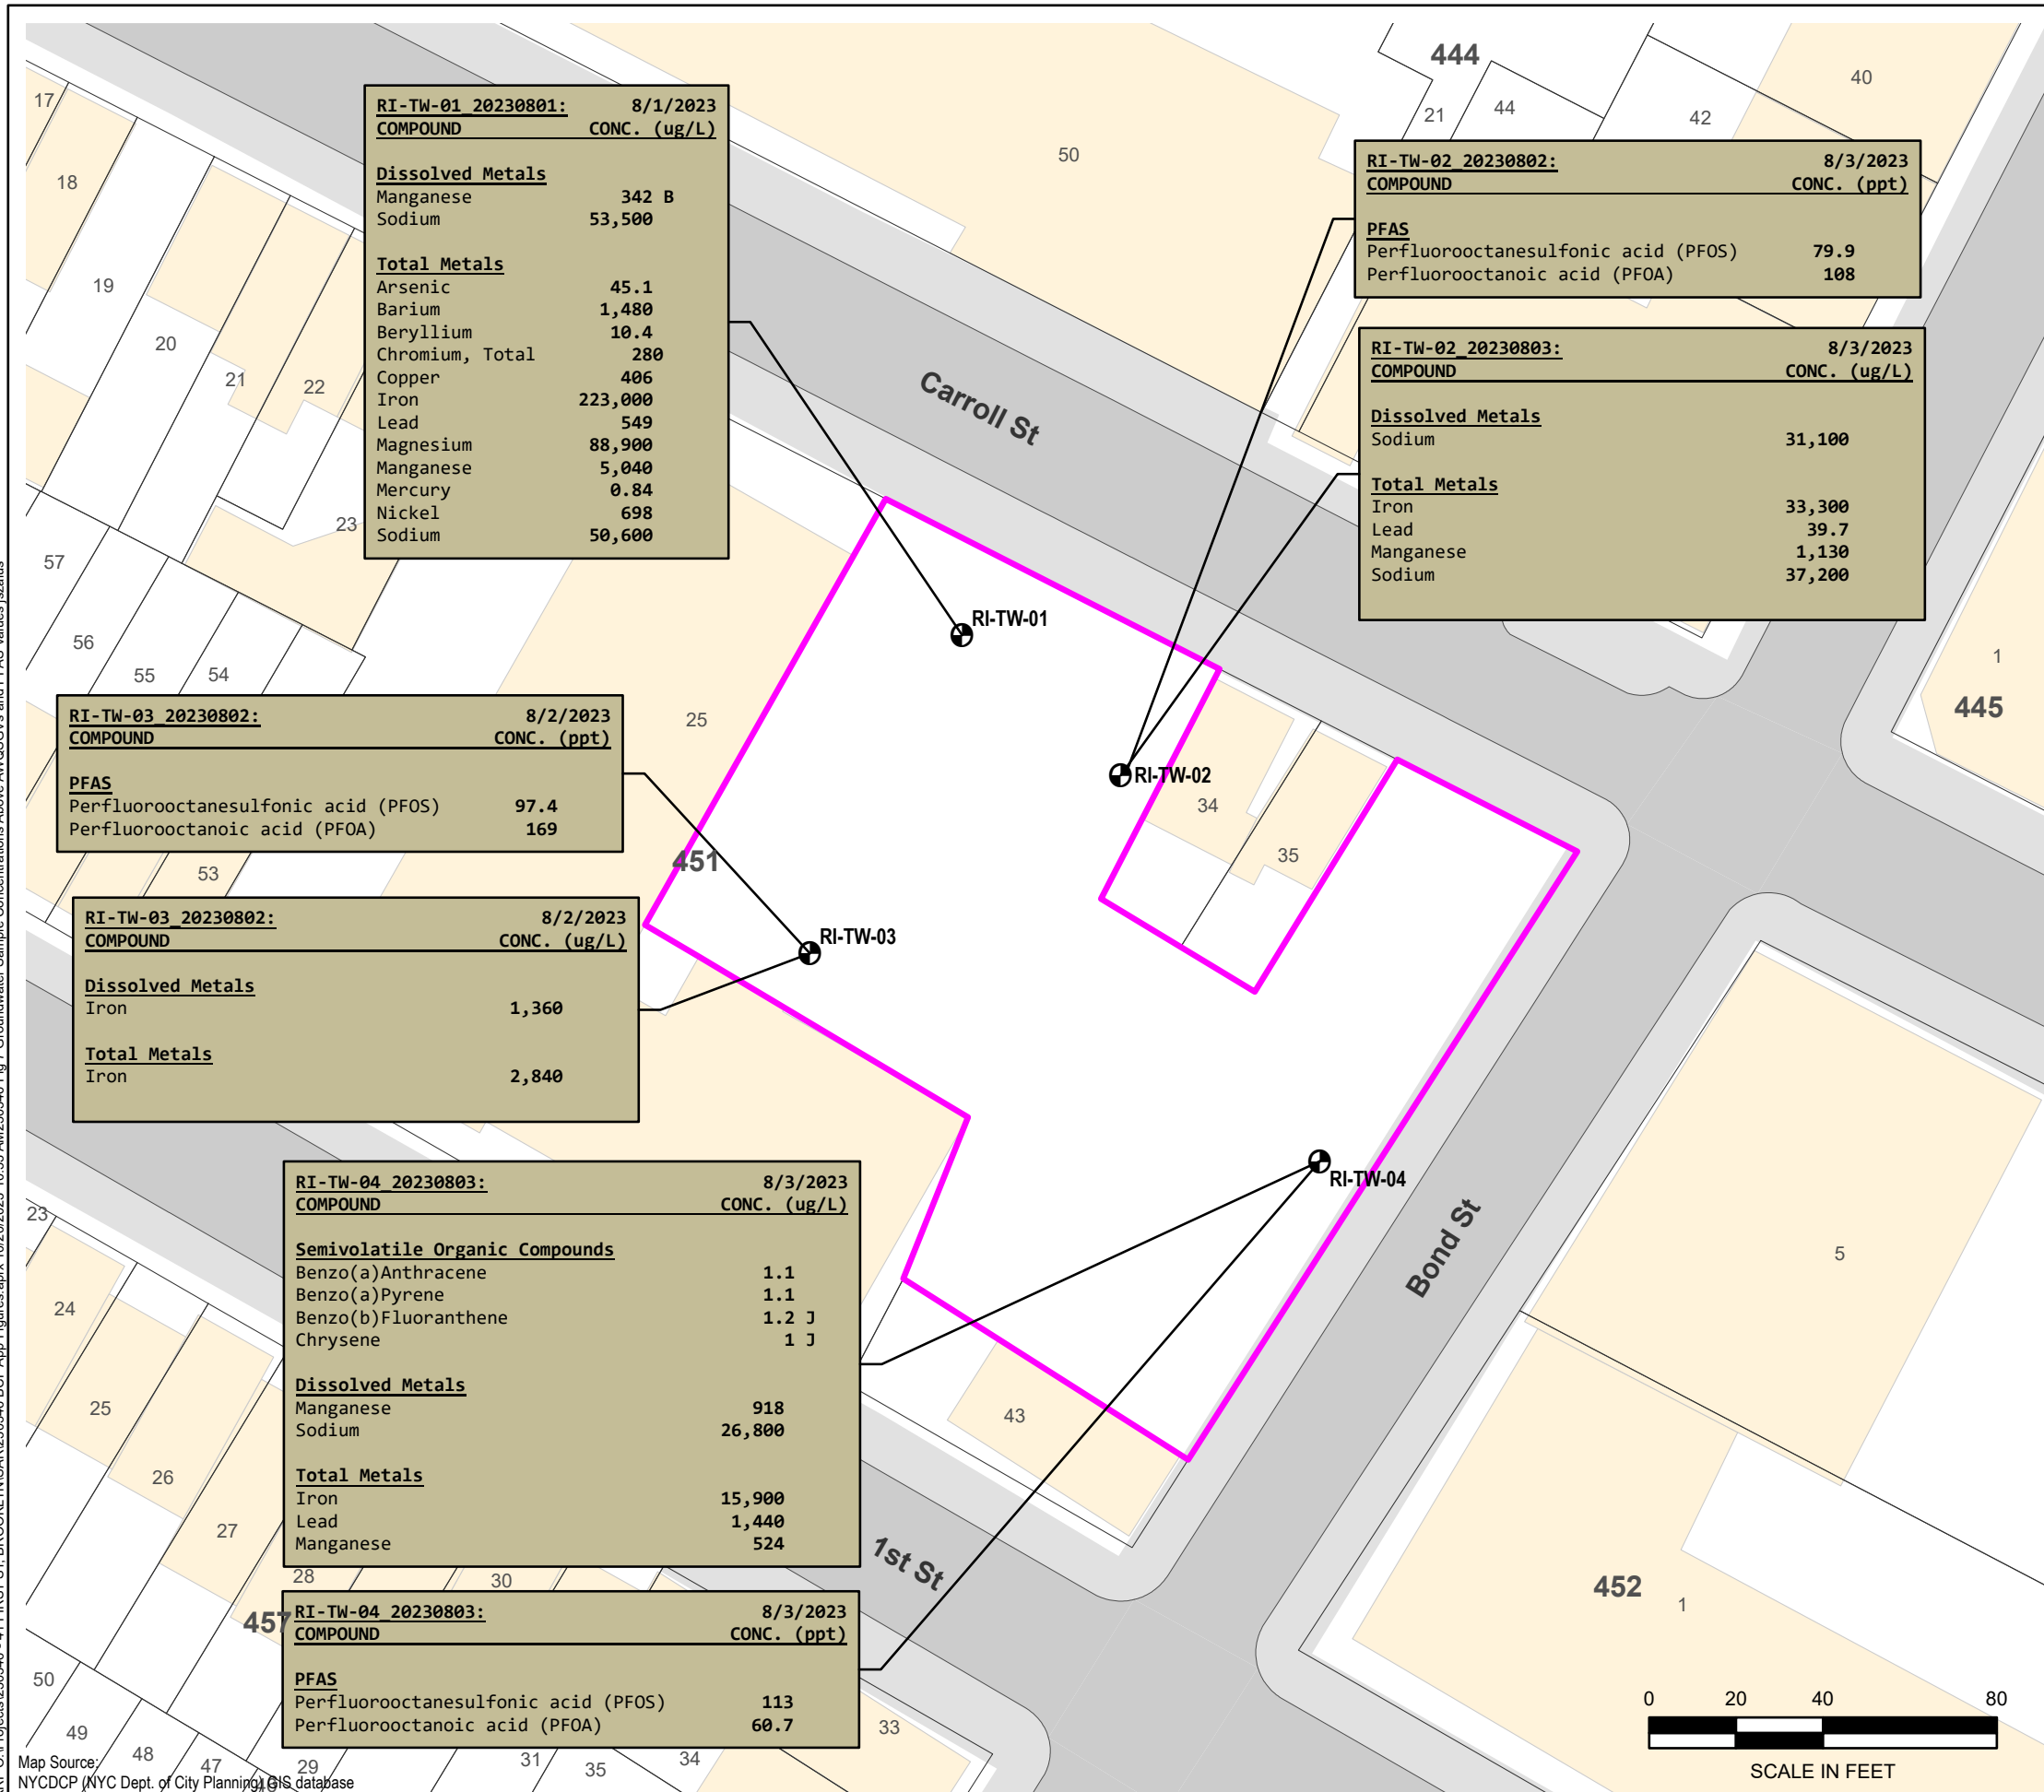 444
40
17
21
44
42
50
18
19
20
21
22
23
57
56
55
54
RI-TW-01_20230801: 8/1/2023
COMPOUND CONC. (ug/L)
Dissolved Metals
Manganese 342 B
Sodium 53,500
Total Metals
Arsenic 45.1
Barium 1,480
Beryllium 10.4
Chromium, Total 280
Copper 406
Iron 223,000
Lead 549
Magnesium 88,900
Manganese 5,040
Mercury 0.84
Nickel 698
Sodium 50,600
RI-TW-02_20230802: 8/3/2023
COMPOUND CONC. (ppt)
PFAS
Perfluorooctanesulfonic acid (PFOS) 79.9
Perfluorooctanoic acid (PFOA) 108
RI-TW-02_20230803: 8/3/2023
COMPOUND CONC. (ug/L)
Dissolved Metals
Sodium 31,100
Total Metals
Iron 33,300
Lead 39.7
Manganese 1,130
Sodium 37,200
Carroll St
RI-TW-01
1
445
25
RI-TW-02
34
35
451
RI-TW-03_20230802: 8/2/2023
COMPOUND CONC. (ppt)
PFAS
Perfluorooctanesulfonic acid (PFOS) 97.4
Perfluorooctanoic acid (PFOA) 169
53
RI-TW-03
RI-TW-03_20230802: 8/2/2023
COMPOUND CONC. (ug/L)
Dissolved Metals
Iron 1,360
Total Metals
Iron 2,840
RI-TW-04
Bond St
5
RI-TW-04_20230803: 8/3/2023
COMPOUND CONC. (ug/L)
Semivolatile Organic Compounds
Benzo(a)Anthracene 1.1
Benzo(a)Pyrene 1.1
Benzo(b)Fluoranthene 1.2 J
Chrysene 1 J
Dissolved Metals
Manganese 918
Sodium 26,800
Total Metals
Iron 15,900
Lead 1,440
Manganese 524
23
24
25
26
27
28
30
43
1st St
452
1
457
RI-TW-04_20230803: 8/3/2023
COMPOUND CONC. (ppt)
PFAS
Perfluorooctanesulfonic acid (PFOS) 113
Perfluorooctanoic acid (PFOA) 60.7
50
49
48
47
29
31
35
34
33
0 20 40 80
SCALE IN FEET
Map Source:
NYCDCP (NYC Dept. of City Planning) GIS database